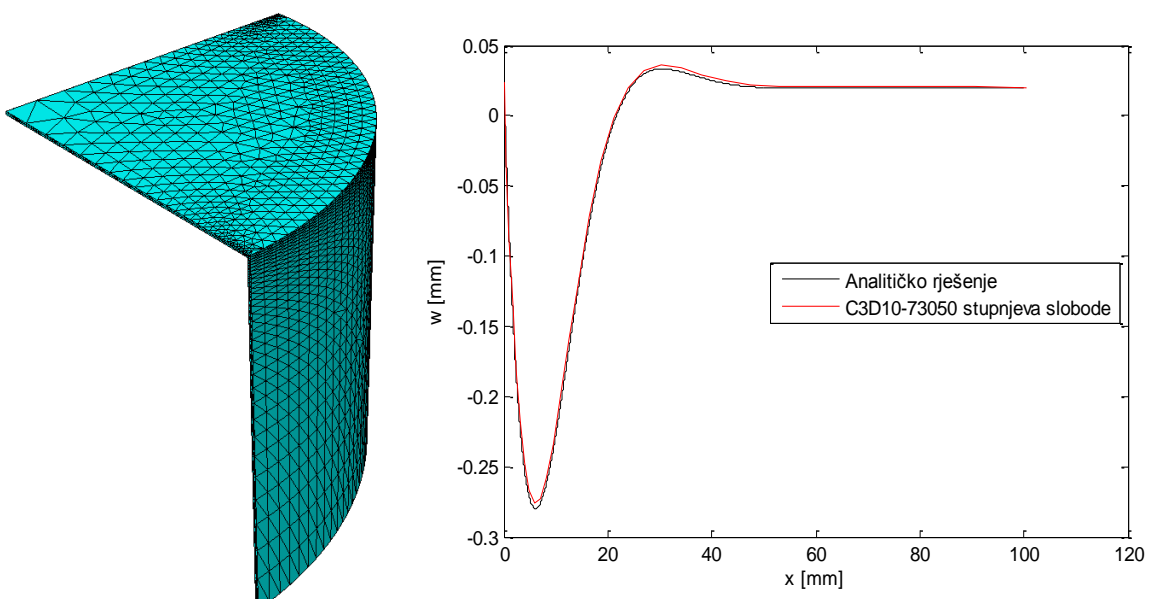 0.05
0
-0.05
-0.1
-0.15
-0.2
-0.25
-0.3
w [mm]
Analitičko rješenje
C3D10-73050 stupnjeva slobode
0 20 40 60 80 100 120
x [mm]